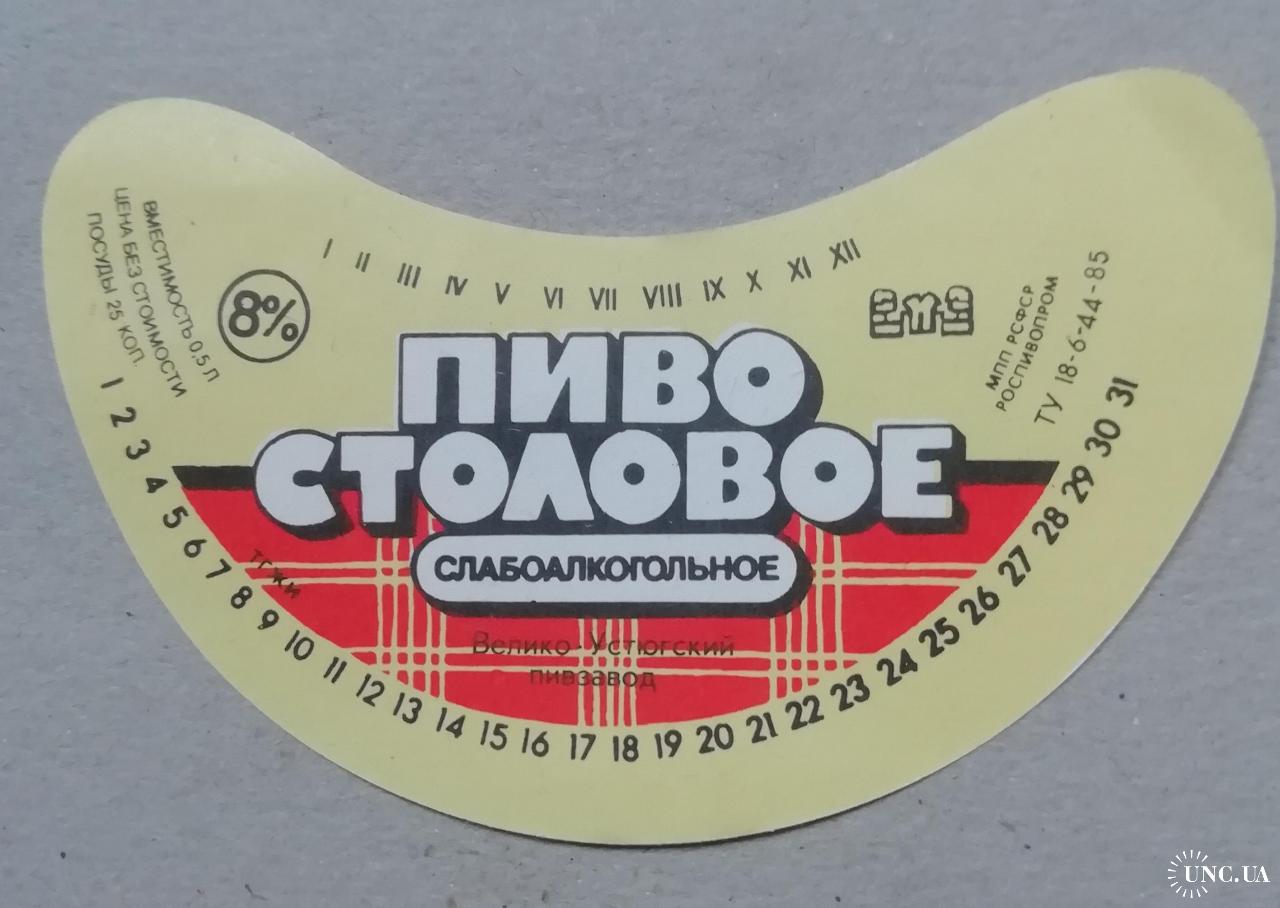 ВМЕСТИМОСТЬ 0,5 Л
ЦЕНА БЕЗ СТОИМОСТИ
ПОСУДЫ 25 КОП.
8%
I II III IV V VI VII VIII IX X XI XII
МПП РСФСР
РОСПИВОПРОМ
ТУ 18-6-44-85
ПИВО
СТОЛОВОЕ
СЛАБОАЛКОГОЛЬНОЕ
ТГЖИ
Велико-Устюгский
пивзавод
1 2 3 4 5 6 7 8 9 10 11 12 13 14 15 16 17 18 19 20 21 22 23 24 25 26 27 28 29 30 31
UNC.UA